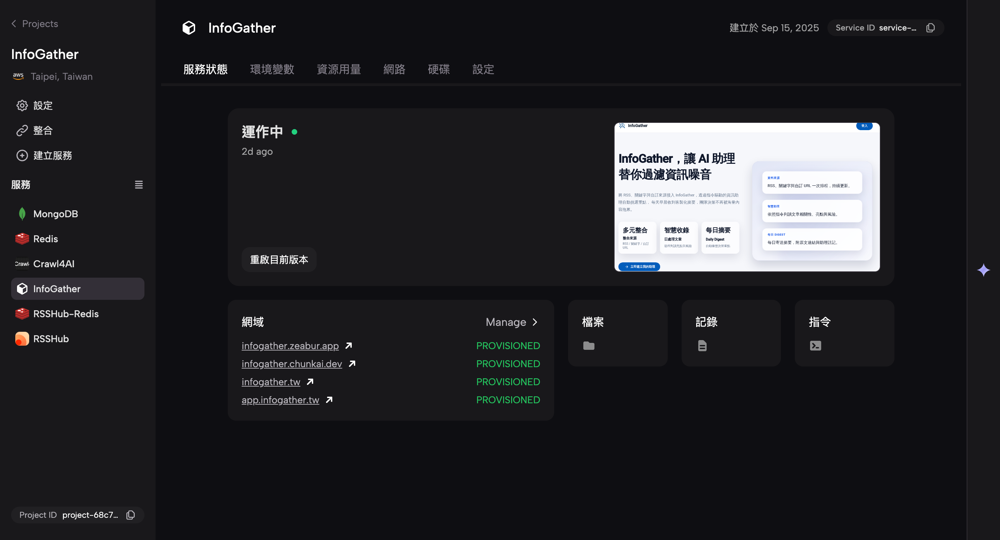 Projects
InfoGather
aws Taipei, Taiwan
設定
整合
建立服務
服務
MongoDB
Redis
Crawl4AI
InfoGather
RSSHub-Redis
RSSHub
Project ID project-68c7...
InfoGather
建立於 Sep 15, 2025
Service ID service-...
服務狀態 環境變數 資源用量 網路 硬碟 設定
運作中
2d ago
重啟目前版本
InfoGather
登入
InfoGather，讓 AI 助理
替你過濾資訊噪音
將 RSS、關鍵字與自訂來源接入 InfoGather，透過指令驅動的資訊助
理自動挑選重點， 每天早晨收到客製化摘要，團隊決策不再被海量內
容拖累。
多元整合
整合來源
RSS / 關鍵字 / 自訂
URL
智慧收錄
日處理文章
助理判讀亮點與風險
每日摘要
Daily Digest
自動彙整決策重點
立即建立我的助理
資料來源
RSS、關鍵字與自訂 URL 一次排程，持續更新。
智慧助理
依照指令判讀文章相關性、亮點與風險。
每日 DIGEST
每日寄送摘要，附原文連結與助理註記。
網域
Manage
infogather.zeabur.app PROVISIONED
infogather.chunkai.dev PROVISIONED
infogather.tw PROVISIONED
app.infogather.tw PROVISIONED
檔案
記錄
指令